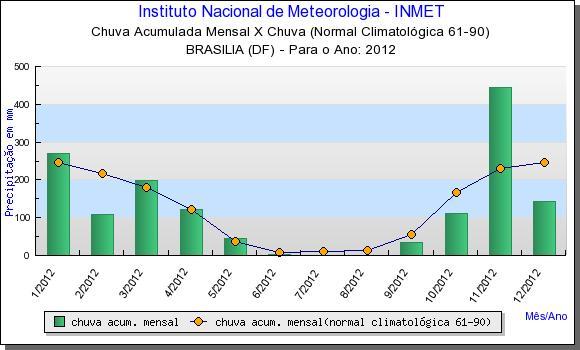 Instituto Nacional de Meteorologia - INMET
Chuva Acumulada Mensal X Chuva (Normal Climatológica 61-90)
BRASILIA (DF) - Para o Ano: 2012
Precipitação em mm
500
400
300
200
100
0
1/2012
2/2012
3/2012
4/2012
5/2012
6/2012
7/2012
8/2012
9/2012
10/2012
11/2012
12/2012
Mês/Ano
chuva acum. mensal
chuva acum. mensal(normal climatológica 61-90)